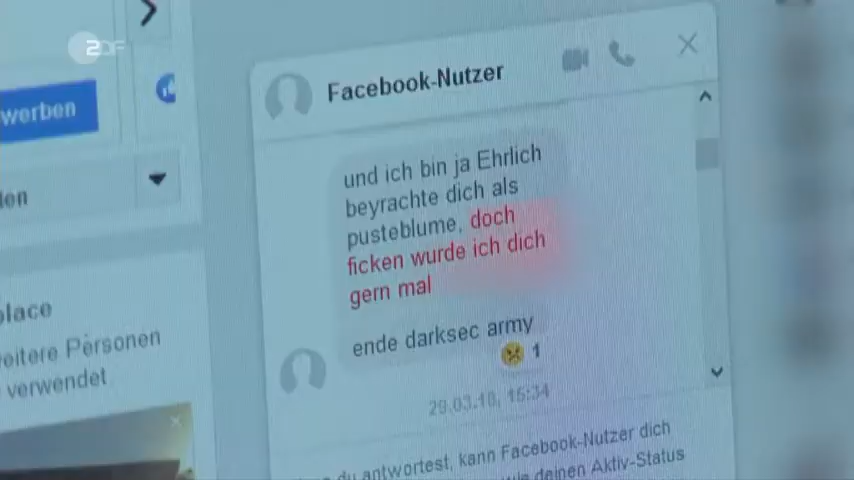 ZDF
werben
Facebook-Nutzer
len
und ich bin ja Ehrlich
beyrachte dich als
pusteblume, doch
ficken wurde ich dich
gern mal
ende darksec army
1
29.03.18, 15:34
place
weitere Personen
verwendet
du antwortest, kann Facebook-Nutzer dich
deinen Aktiv-Status